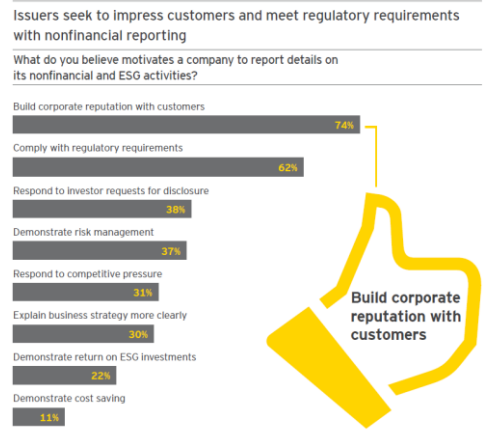 Issuers seek to impress customers and meet regulatory requirements
with nonfinancial reporting
What do you believe motivates a company to report details on
its nonfinancial and ESG activities?
Build corporate reputation with customers
74%
Comply with regulatory requirements
62%
Respond to investor requests for disclosure
38%
Demonstrate risk management
37%
Respond to competitive pressure
31%
Explain business strategy more clearly
30%
Demonstrate return on ESG investments
22%
Demonstrate cost saving
11%
Build corporate
reputation with
customers